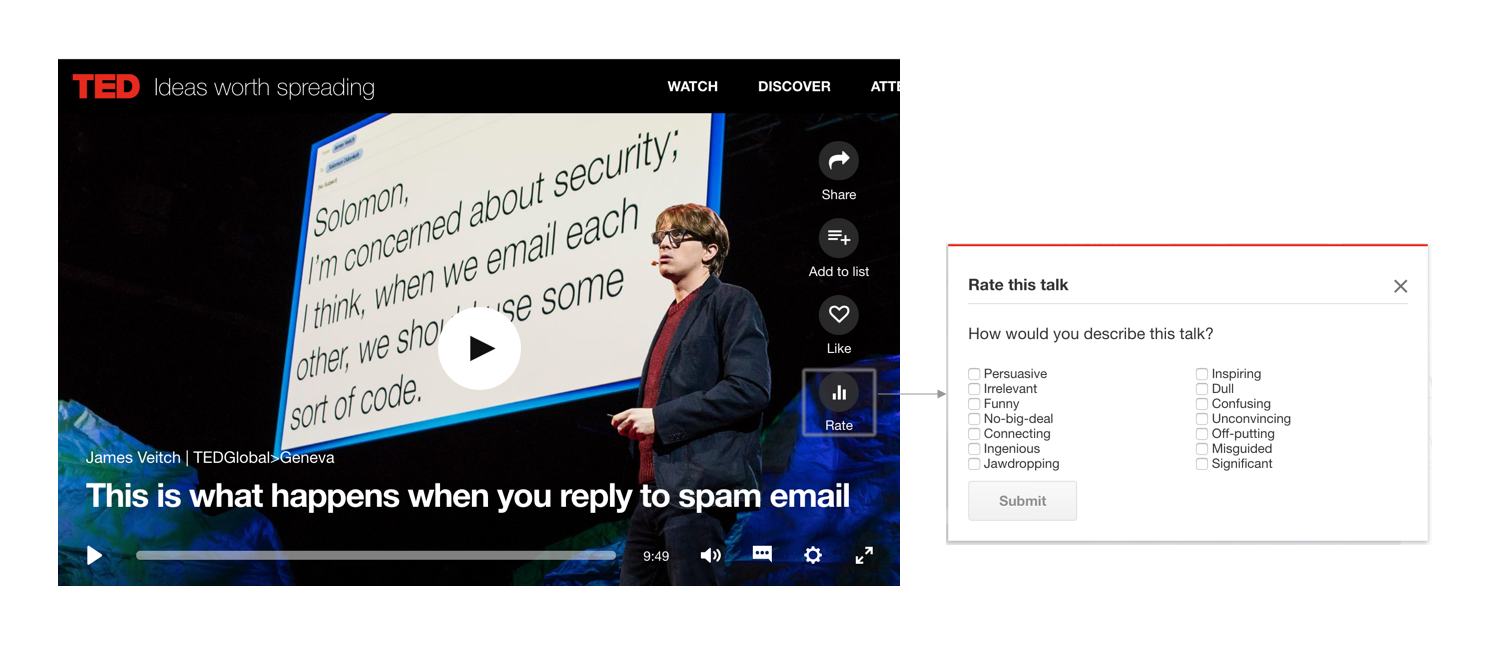 TED Ideas worth spreading
WATCH DISCOVER ATTE
James Veitch
Solomon,
I'm concerned about security;
I think, when we email each
other, we shou use some
sort of code.
Share
Add to list
Like
Rate
James Veitch | TEDGlobal>Geneva
This is what happens when you reply to spam email
9:49
Rate this talk
How would you describe this talk?
Persuasive
Irrelevant
Funny
No-big-deal
Connecting
Ingenious
Jawdropping
Inspiring
Dull
Confusing
Unconvincing
Off-putting
Misguided
Significant
Submit